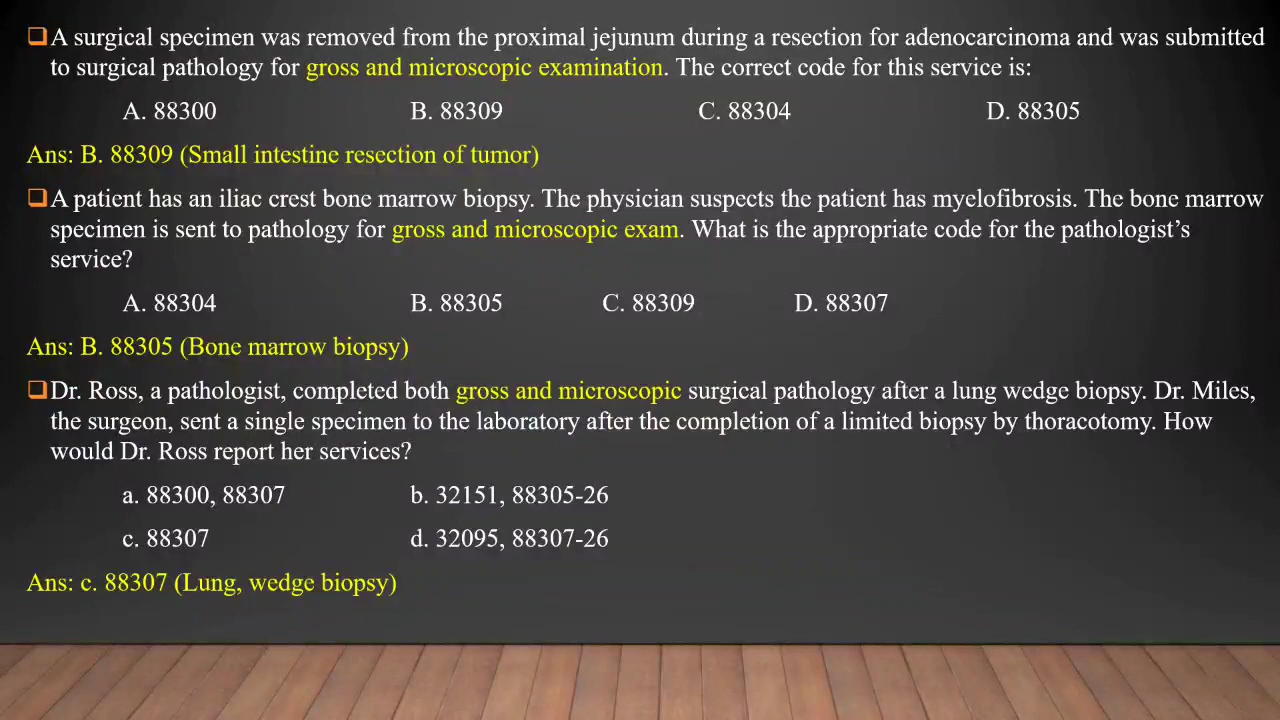 ❑A surgical specimen was removed from the proximal jejunum during a resection for adenocarcinoma and was submitted
to surgical pathology for gross and microscopic examination. The correct code for this service is:
A. 88300 B. 88309 C. 88304 D. 88305
Ans: B. 88309 (Small intestine resection of tumor)
❑A patient has an iliac crest bone marrow biopsy. The physician suspects the patient has myelofibrosis. The bone marrow
specimen is sent to pathology for gross and microscopic exam. What is the appropriate code for the pathologist’s
service?
A. 88304 B. 88305 C. 88309 D. 88307
Ans: B. 88305 (Bone marrow biopsy)
❑Dr. Ross, a pathologist, completed both gross and microscopic surgical pathology after a lung wedge biopsy. Dr. Miles,
the surgeon, sent a single specimen to the laboratory after the completion of a limited biopsy by thoracotomy. How
would Dr. Ross report her services?
a. 88300, 88307 b. 32151, 88305-26
c. 88307 d. 32095, 88307-26
Ans: c. 88307 (Lung, wedge biopsy)